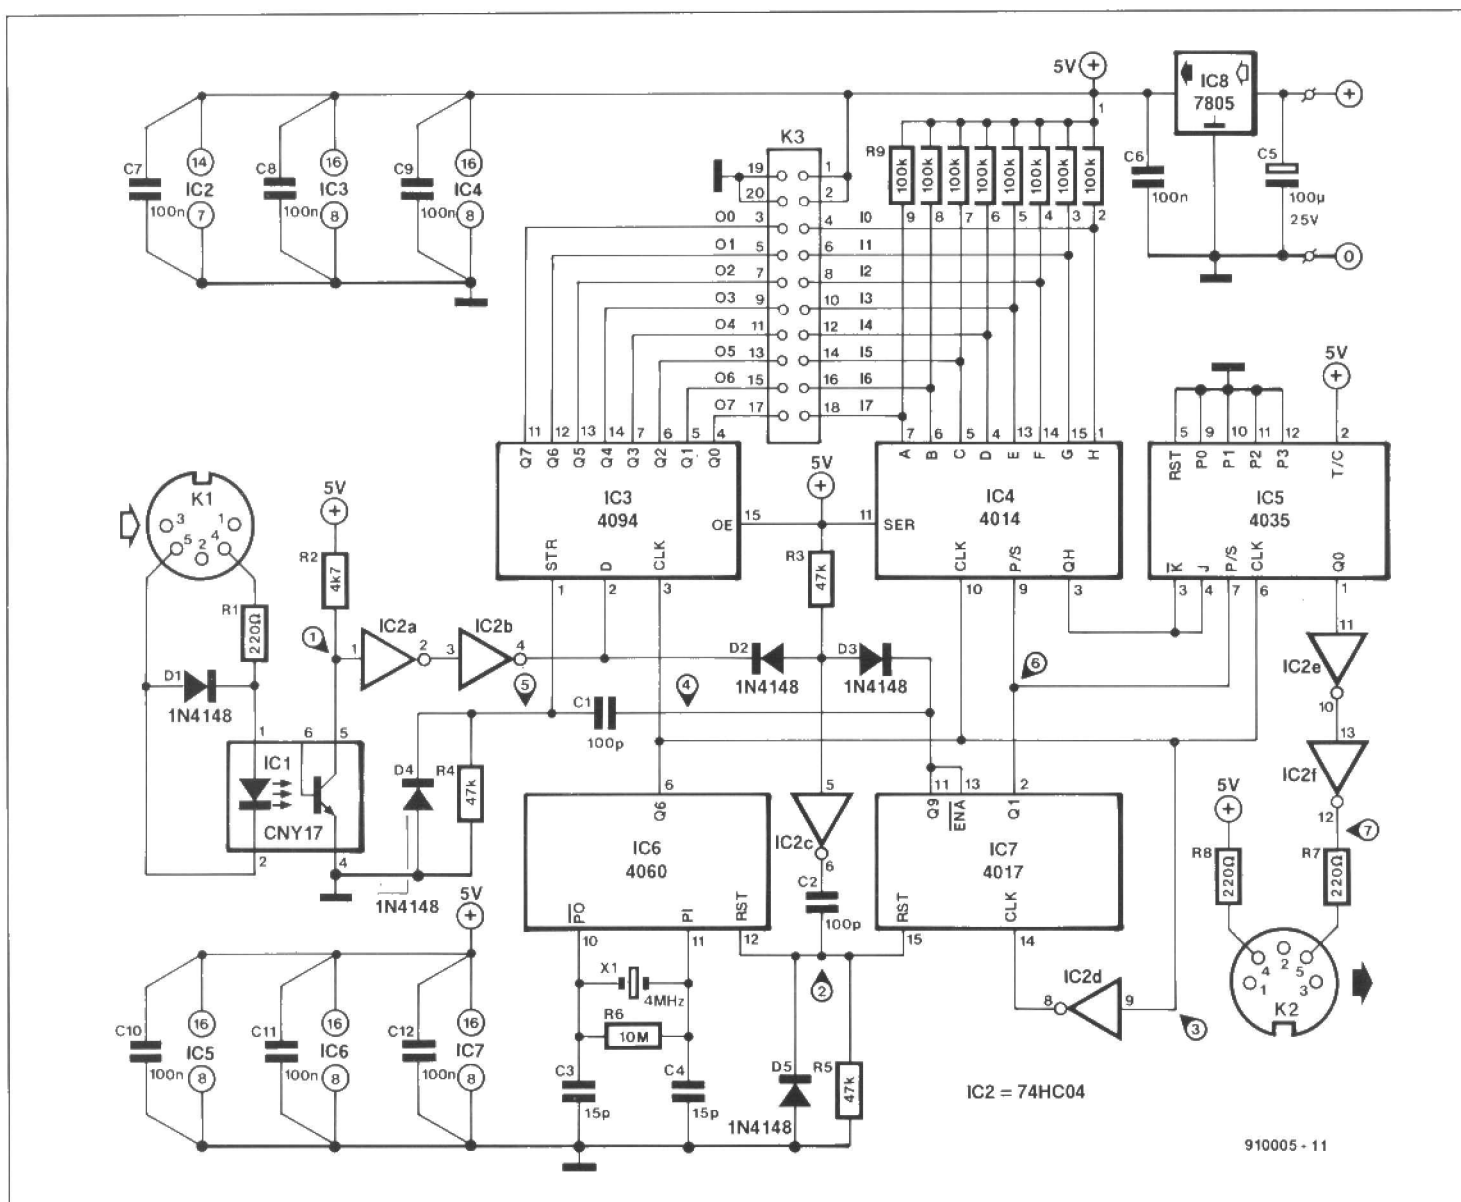 5V
IC8
7805
C7
100n
14
IC2
7
C8
100n
16
IC3
8
C9
100n
16
IC4
8
K3
19 1
20 2
O0 3 4 I0
O1 5 6 I1
O2 7 8 I2
O3 9 10 I3
O4 11 12 I4
O5 13 14 I5
O6 15 16 I6
O7 17 18 I7
1
R9 100k 100k 100k 100k 100k 100k 100k 100k
9 8 7 6 5 4 3 2
C6
100n
C5
100µ
25V
+
0
11 12 13 14 7 6 5 4
Q7 Q6 Q5 Q4 Q3 Q2 Q1 Q0
IC3
4094
OE 15
STR D CLK
1 2 3
5V
7 6 5 4 13 14 15 1
A B C D E F G H
IC4
4014
11 SER
CLK P/S QH
10 9 3
5V
5 9 10 11 12 2
RST P0 P1 P2 P3 T/C
IC5
4035
K J P/S CLK Q0
3 4 7 6 1
K1
3 1
5 2 4
5V
R2
4k7
R1
220Ω
D1
1N4148
1
IC2a
1 2
IC2b
3 4
5
4
R3
47k
D2
1N4148
D3
1N4148
6
11
IC2e
10
13
IC2f
12
7
C1
100p
1 6 5
IC1
CNY17
2 4
D4
1N4148
R4
47k
6
Q6
IC6
4060
PO PI RST
10 11 12
5
IC2c
6
C2
100p
2
11 13 2
Q9 ENA Q1
IC7
4017
RST CLK
15 14
IC2d
8 9
3
5V
R8
220Ω
R7
220Ω
4 2 5
1 3
K2
5V
C10
100n
16
IC5
8
C11
100n
16
IC6
8
C12
100n
16
IC7
8
X1
4MHz
R6
10M
C3
15p
C4
15p
D5
1N4148
R5
47k
IC2 = 74HC04
910005 - 11